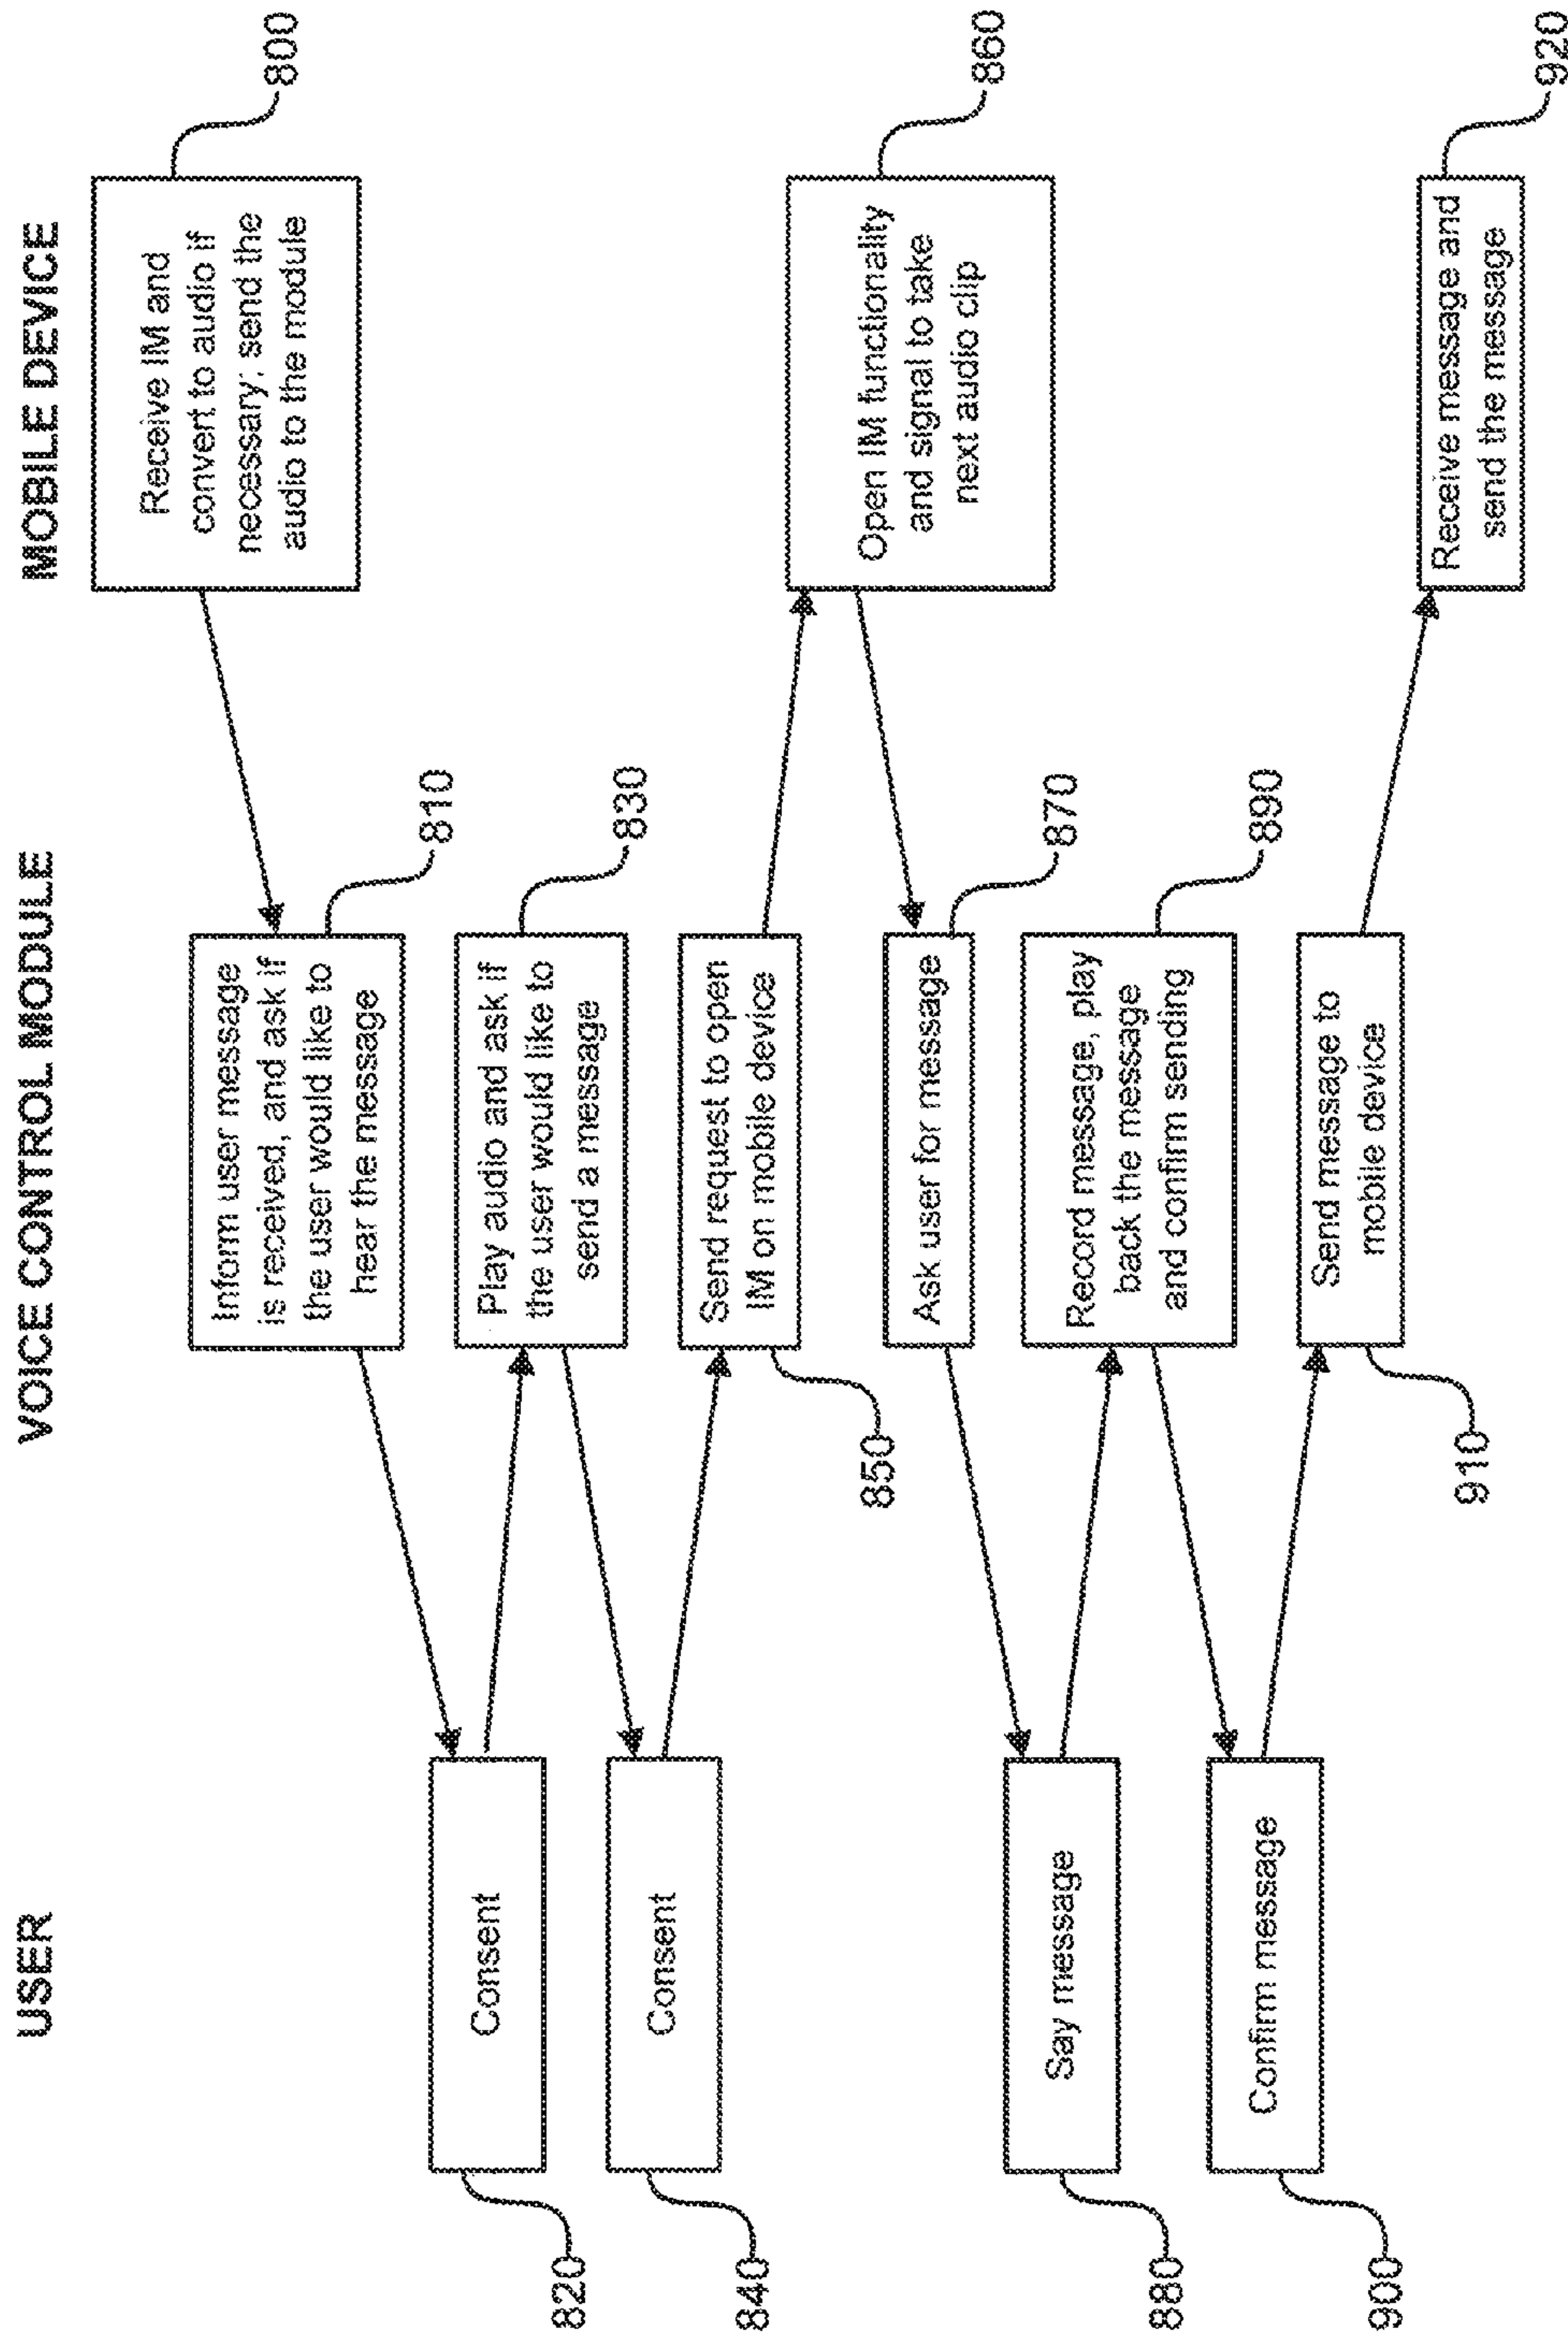 USER
VOICE CONTROL MODULE
MOBILE DEVICE
Receive IM and
convert to audio if
necessary; send the
audio to the module
800
Inform user message
is received, and ask if
the user would like to
hear the message
810
Consent
820
Play audio and ask if
the user would like to
send a message
830
Consent
840
Send request to open
IM on mobile device
850
Open IM functionality
and signal to take
next audio clip
860
Ask user for message
870
Say message
880
Record message, play
back the message
and confirm sending
890
Confirm message
900
Send message to
mobile device
910
Receive message and
send the message
920